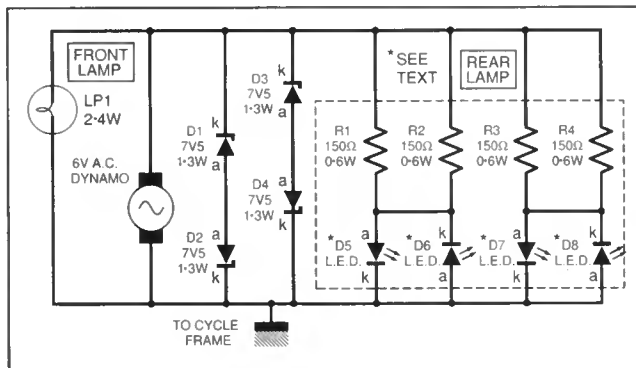 FRONT
LAMP
LP1
2·4W
6V A.C.
DYNAMO
k
D1
7V5
1·3W
a
a
D2
7V5
1·3W
k
k
D3
7V5
1·3W
a
a
D4
7V5
1·3W
k
*SEE
TEXT
REAR
LAMP
R1
150Ω
0·6W
R2
150Ω
0·6W
R3
150Ω
0·6W
R4
150Ω
0·6W
a
*D5
L.E.D.
k
k
*D6
L.E.D.
a
a
*D7
L.E.D.
k
k
*D8
L.E.D.
a
TO CYCLE
FRAME